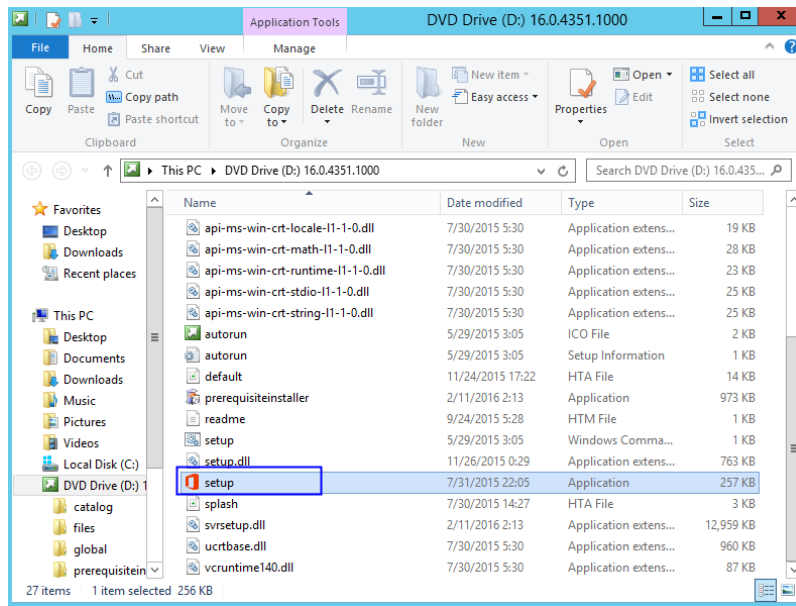 Application Tools
DVD Drive (D:) 16.0.4351.1000
File Home Share View Manage
Copy
Paste
Cut
Copy path
Paste shortcut
Move to
Copy to
Delete
Rename
New folder
New item
Easy access
Properties
Open
Edit
Select all
Select none
Invert selection
Clipboard Organize New Open Select
This PC DVD Drive (D:) 16.0.4351.1000
Search DVD Drive (D:) 16.0.435...
Favorites
Desktop
Downloads
Recent places
This PC
Desktop
Documents
Downloads
Music
Pictures
Videos
Local Disk (C:)
DVD Drive (D:) 1
catalog
files
global
prerequisitein
Name Date modified Type Size
api-ms-win-crt-locale-l1-1-0.dll 7/30/2015 5:30 Application extens... 19 KB
api-ms-win-crt-math-l1-1-0.dll 7/30/2015 5:30 Application extens... 28 KB
api-ms-win-crt-runtime-l1-1-0.dll 7/30/2015 5:30 Application extens... 23 KB
api-ms-win-crt-stdio-l1-1-0.dll 7/30/2015 5:30 Application extens... 25 KB
api-ms-win-crt-string-l1-1-0.dll 7/30/2015 5:30 Application extens... 25 KB
autorun 5/29/2015 3:05 ICO File 2 KB
autorun 5/29/2015 3:05 Setup Information 1 KB
default 11/24/2015 17:22 HTA File 14 KB
prerequisiteinstaller 2/11/2016 2:13 Application 973 KB
readme 9/24/2015 5:28 HTM File 1 KB
setup 5/29/2015 3:05 Windows Comma... 1 KB
setup.dll 11/26/2015 0:29 Application extens... 763 KB
setup 7/31/2015 22:05 Application 257 KB
splash 7/30/2015 14:27 HTA File 3 KB
svrsetup.dll 2/11/2016 2:13 Application extens... 12,959 KB
ucrtbase.dll 7/30/2015 5:30 Application extens... 960 KB
vcruntime140.dll 7/30/2015 5:30 Application extens... 87 KB
27 items 1 item selected 256 KB